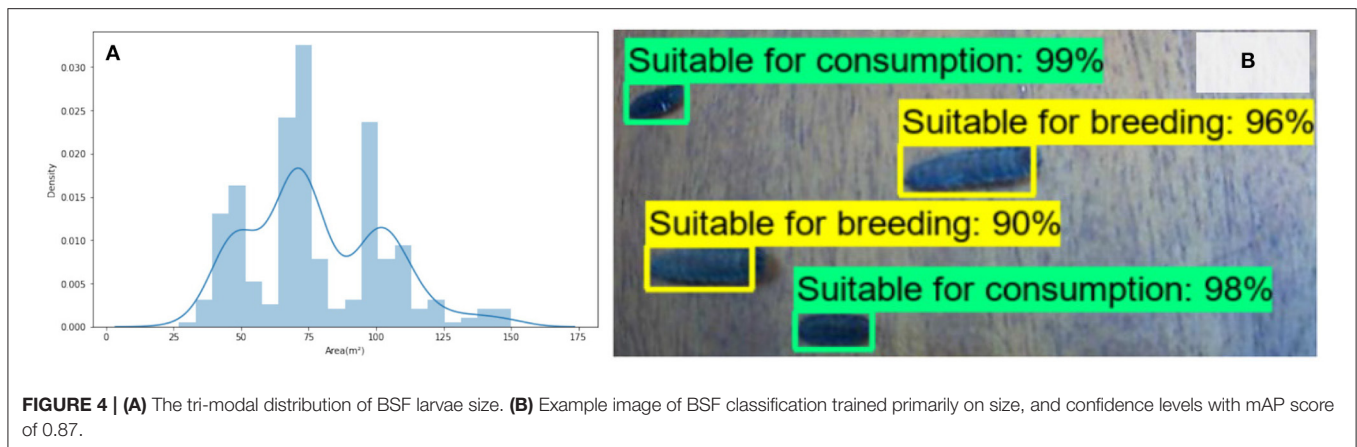 A
0.030
0.025
0.020
0.015
0.010
0.005
0.000
Density
0
25
50
75
100
125
150
175
Area(m²)
B
Suitable for consumption: 99%
Suitable for breeding: 96%
Suitable for breeding: 90%
Suitable for consumption: 98%
FIGURE 4 | (A) The tri-modal distribution of BSF larvae size. (B) Example image of BSF classification trained primarily on size, and confidence levels with mAP score
of 0.87.